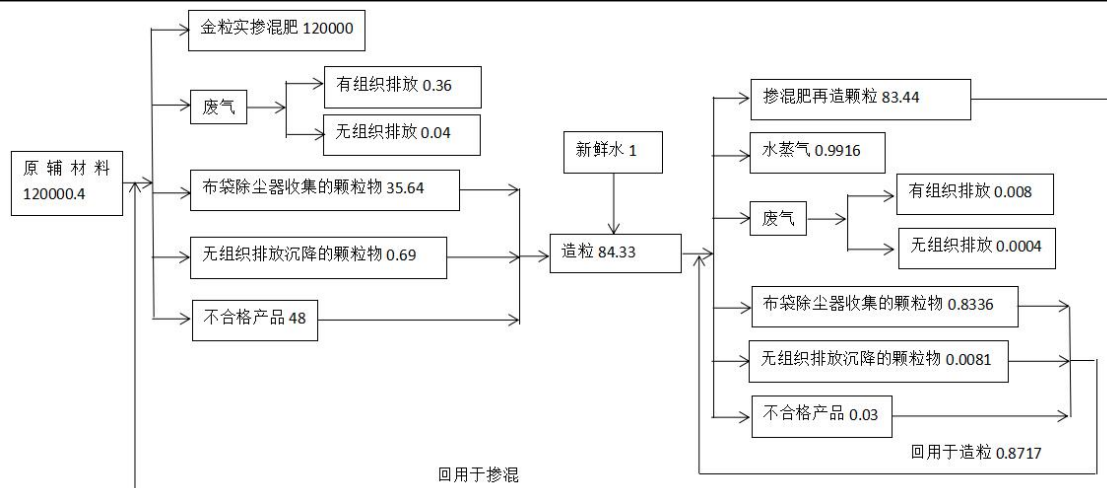 金粒实掺混肥 120000
废气
有组织排放 0.36
无组织排放 0.04
原辅材料
120000.4
布袋除尘器收集的颗粒物 35.64
无组织排放沉降的颗粒物 0.69
不合格产品 48
新鲜水 1
造粒 84.33
掺混肥再造颗粒 83.44
水蒸气 0.9916
废气
有组织排放 0.008
无组织排放 0.0004
布袋除尘器收集的颗粒物 0.8336
无组织排放沉降的颗粒物 0.0081
不合格产品 0.03
回用于造粒 0.8717
回用于掺混